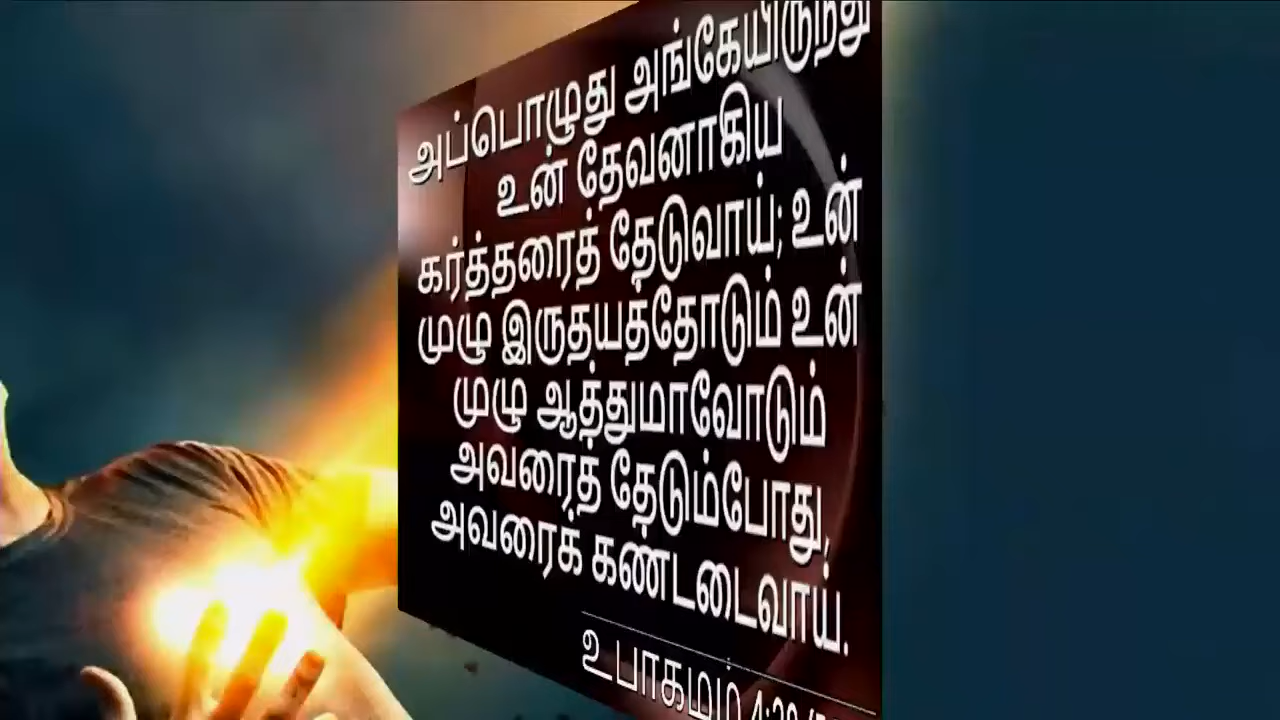 அப்பொழுது அங்கேயிருந்து
உன் தேவனாகிய
கர்த்தரைத் தேடுவாய்; உன்
முழு இருதயத்தோடும் உன்
முழு ஆத்துமாவோடும்
அவரைத் தேடும்போது,
அவரைக் கண்டடைவாய்.
உபாகமம்